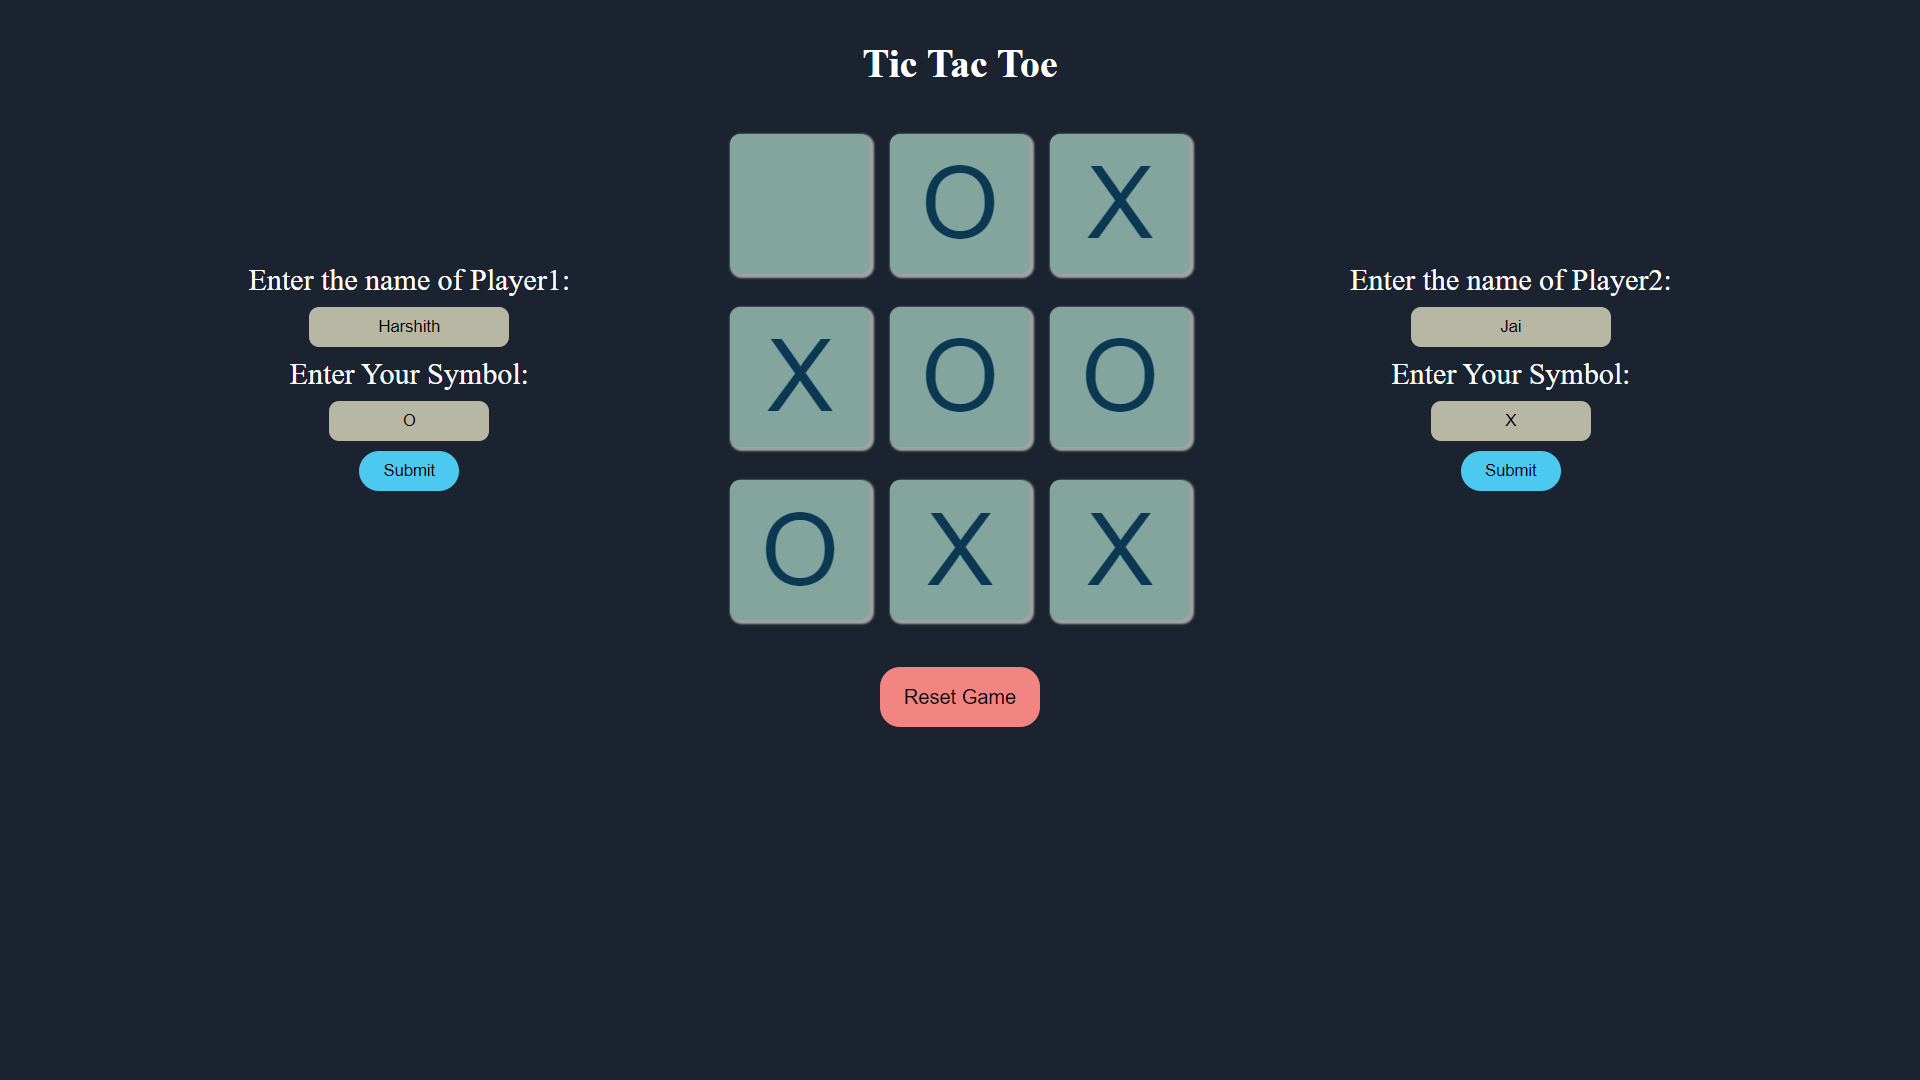 Tic Tac Toe
O X
X O O
O X X
Enter the name of Player1:
Harshith
Enter Your Symbol:
O
Submit
Enter the name of Player2:
Jai
Enter Your Symbol:
X
Submit
Reset Game